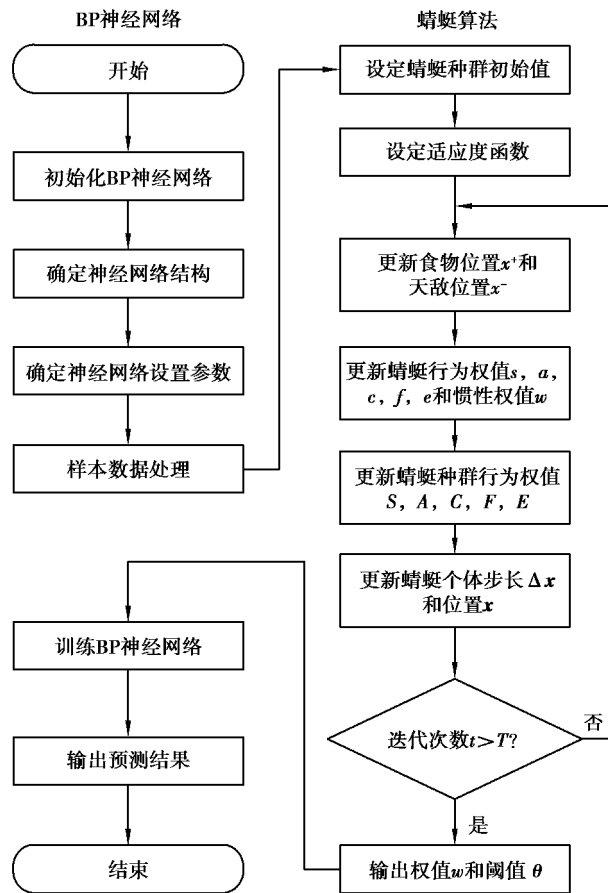 BP神经网络
开始
初始化BP神经网络
确定神经网络结构
确定神经网络设置参数
样本数据处理
蜻蜓算法
设定蜻蜓种群初始值
设定适应度函数
更新食物位置x⁺和
天敌位置x⁻
更新蜻蜓行为权值s，a，
c，f，e和惯性权值w
更新蜻蜓种群行为权值
S，A，C，F，E
更新蜻蜓个体步长Δx
和位置x
迭代次数t>T?
否
是
输出权值w和阈值θ
训练BP神经网络
输出预测结果
结束